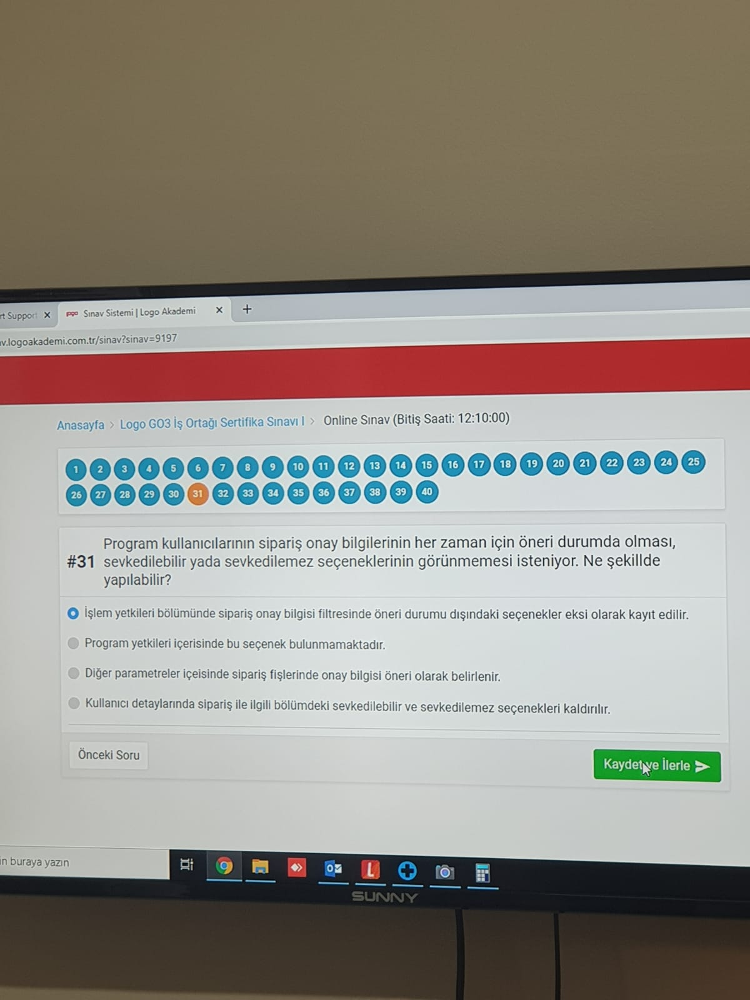 rt Support
Sınav Sistemi | Logo Akademi
av.logoakademi.com.tr/sinav?sinav=9197
Anasayfa > Logo GO3 İş Ortağı Sertifika Sınavı I > Online Sınav (Bitiş Saati: 12:10:00)
1 2 3 4 5 6 7 8 9 10 11 12 13 14 15 16 17 18 19 20 21 22 23 24 25
26 27 28 29 30 31 32 33 34 35 36 37 38 39 40
Program kullanıcılarının sipariş onay bilgilerinin her zaman için öneri durumda olması,
#31 sevkedilebilir yada sevkedilemez seçeneklerinin görünmemesi isteniyor. Ne şekillde
yapılabilir?
İşlem yetkileri bölümünde sipariş onay bilgisi filtresinde öneri durumu dışındaki seçenekler eksi olarak kayıt edilir.
Program yetkileri içerisinde bu seçenek bulunmamaktadır.
Diğer parametreler içeisinde sipariş fişlerinde onay bilgisi öneri olarak belirlenir.
Kullanıcı detaylarında sipariş ile ilgili bölümdeki sevkedilebilir ve sevkedilemez seçenekleri kaldırılır.
Önceki Soru
Kaydet ve İlerle
in buraya yazın
SUNNY